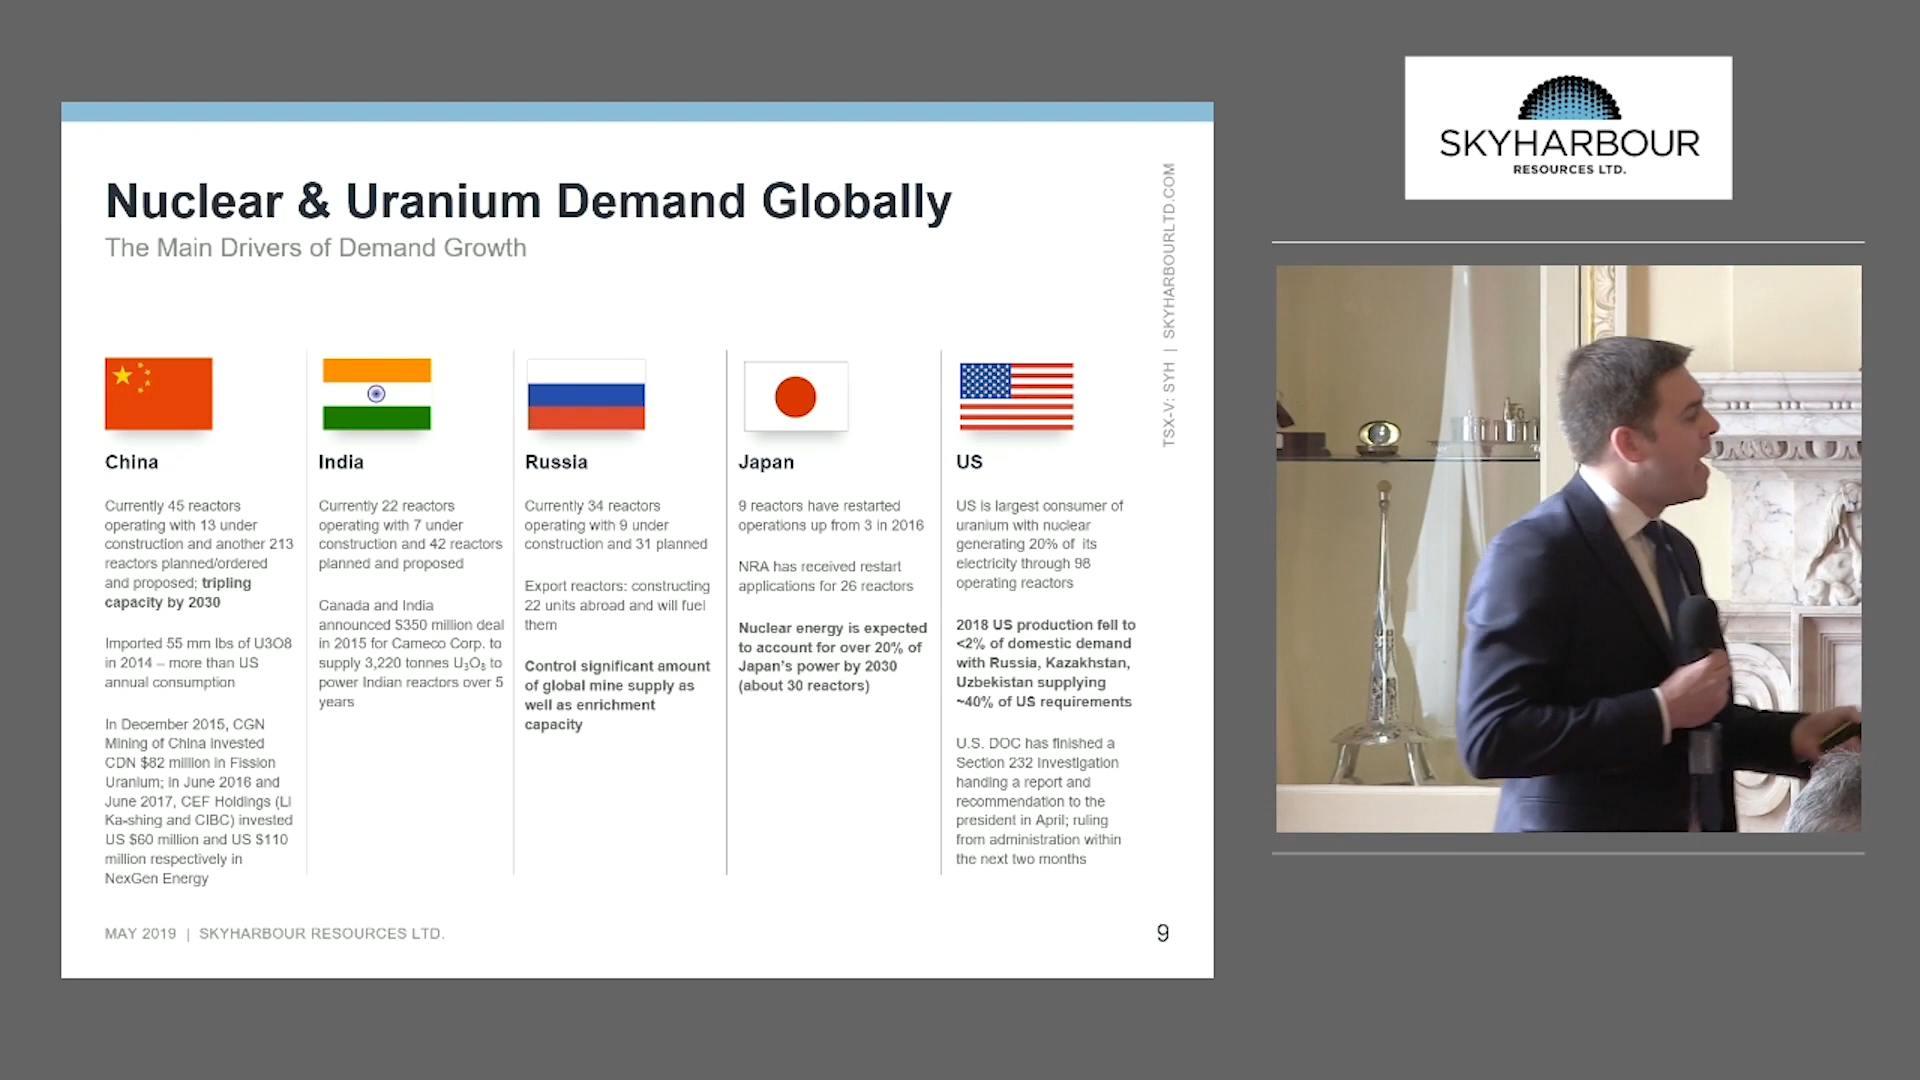 SKYHARBOUR
RESOURCES LTD.
Nuclear & Uranium Demand Globally
The Main Drivers of Demand Growth
TSX-V: SYH | SKYHARBOURLTD.COM
China
Currently 45 reactors
operating with 13 under
construction and another 213
reactors planned/ordered
and proposed; tripling
capacity by 2030
Imported 55 mm lbs of U3O8
in 2014 – more than US
annual consumption
In December 2015, CGN
Mining of China invested
CDN $82 million in Fission
Uranium; in June 2016 and
June 2017, CEF Holdings (Li
Ka-shing and CIBC) invested
US $60 million and US $110
million respectively in
NexGen Energy
India
Currently 22 reactors
operating with 7 under
construction and 42 reactors
planned and proposed
Canada and India
announced $350 million deal
in 2015 for Cameco Corp. to
supply 3,220 tonnes U₃O₈ to
power Indian reactors over 5
years
Russia
Currently 34 reactors
operating with 9 under
construction and 31 planned
Export reactors: constructing
22 units abroad and will fuel
them
Control significant amount
of global mine supply as
well as enrichment
capacity
Japan
9 reactors have restarted
operations up from 3 in 2016
NRA has received restart
applications for 26 reactors
Nuclear energy is expected
to account for over 20% of
Japan's power by 2030
(about 30 reactors)
US
US is largest consumer of
uranium with nuclear
generating 20% of its
electricity through 98
operating reactors
2018 US production fell to
<2% of domestic demand
with Russia, Kazakhstan,
Uzbekistan supplying
~40% of US requirements
U.S. DOC has finished a
Section 232 Investigation
handing a report and
recommendation to the
president in April; ruling
from administration within
the next two months
MAY 2019 | SKYHARBOUR RESOURCES LTD.
9